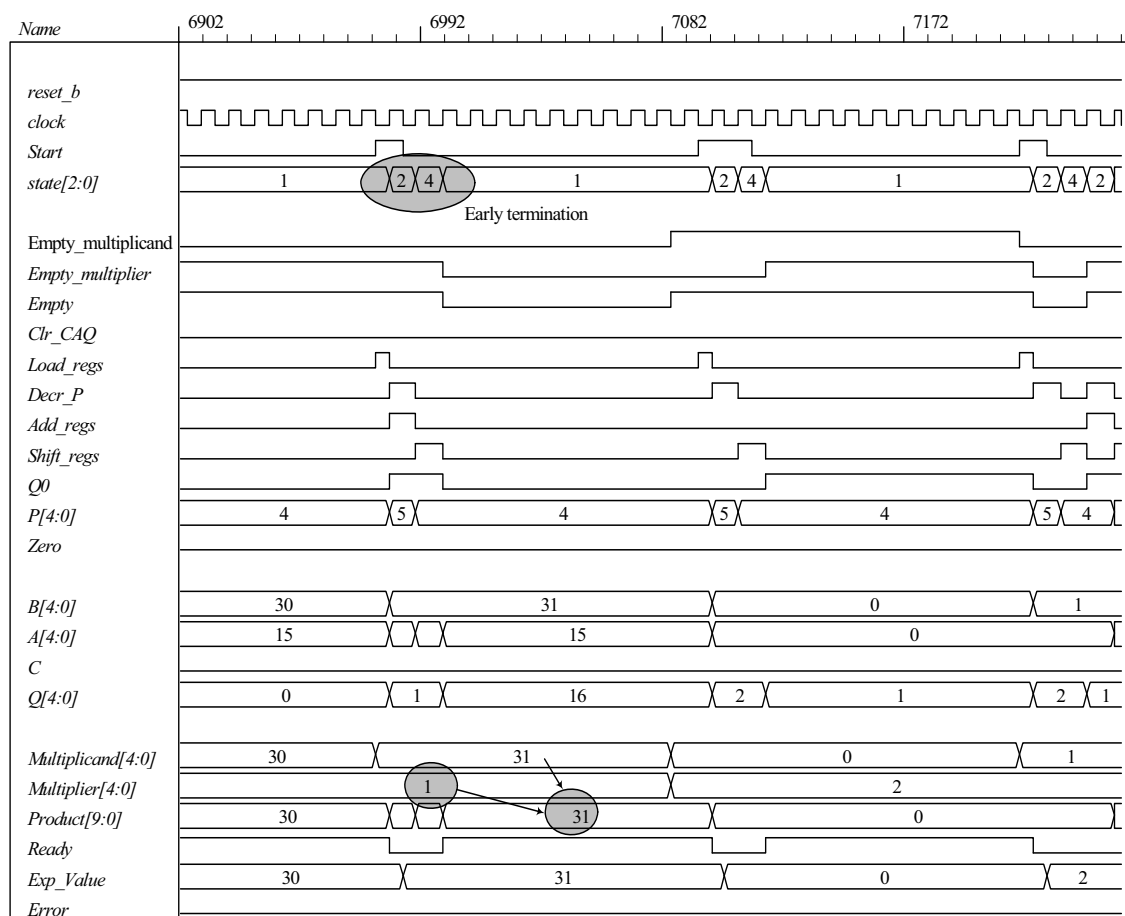 Name 6902 6992 7082 7172
reset_b
clock
Start
state[2:0] 1 2 4 1 2 4 1 2 4 2
Early termination
Empty_multiplicand
Empty_multiplier
Empty
Clr_CAQ
Load_regs
Decr_P
Add_regs
Shift_regs
Q0
P[4:0] 4 5 4 5 4 5 4
Zero
B[4:0] 30 31 0 1
A[4:0] 15 15 0
C
Q[4:0] 0 1 16 2 1 2 1
Multiplicand[4:0] 30 31 0 1
Multiplier[4:0] 1 2
Product[9:0] 30 31 0
Ready
Exp_Value 30 31 0 2
Error